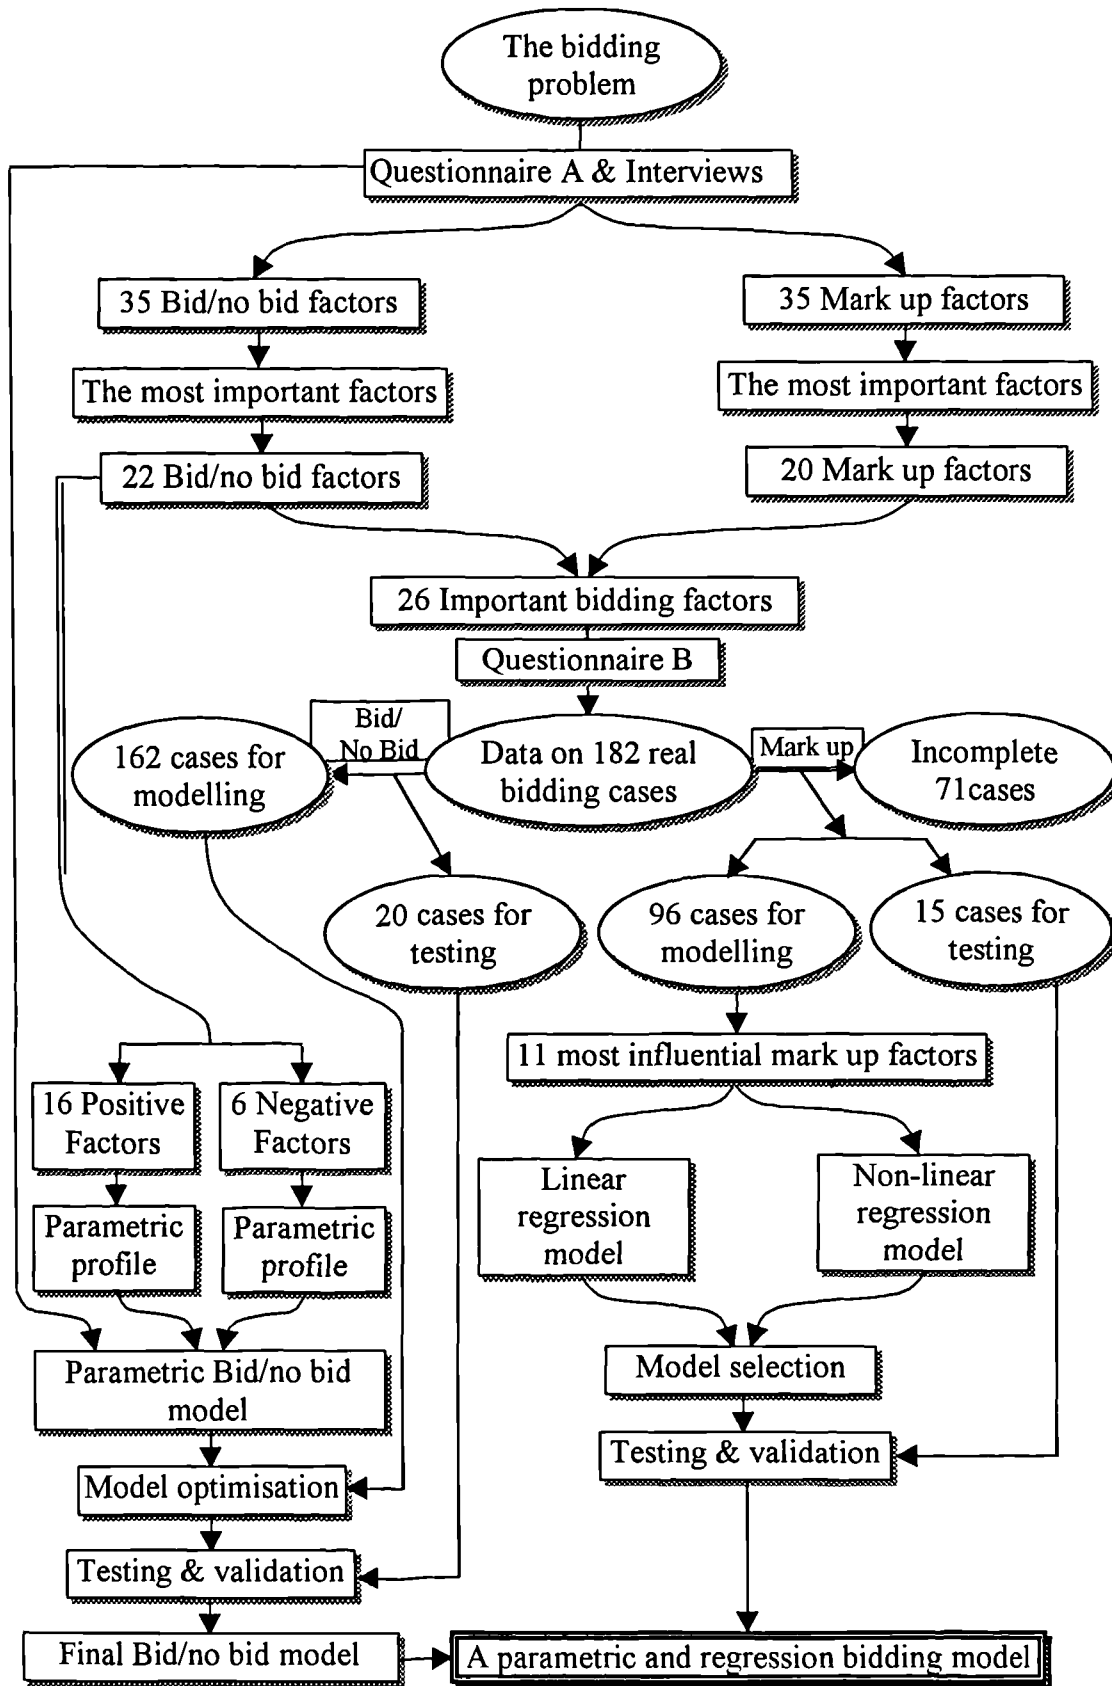 The bidding
problem
Questionnaire A & Interviews
35 Bid/no bid factors
35 Mark up factors
The most important factors
The most important factors
22 Bid/no bid factors
20 Mark up factors
26 Important bidding factors
Questionnaire B
Bid/
No Bid
Mark up
162 cases for
modelling
Data on 182 real
bidding cases
Incomplete
71cases
20 cases for
testing
96 cases for
modelling
15 cases for
testing
11 most influential mark up factors
16 Positive
Factors
6 Negative
Factors
Linear
regression
model
Non-linear
regression
model
Parametric
profile
Parametric
profile
Parametric Bid/no bid
model
Model selection
Testing & validation
Model optimisation
Testing & validation
Final Bid/no bid model
A parametric and regression bidding model